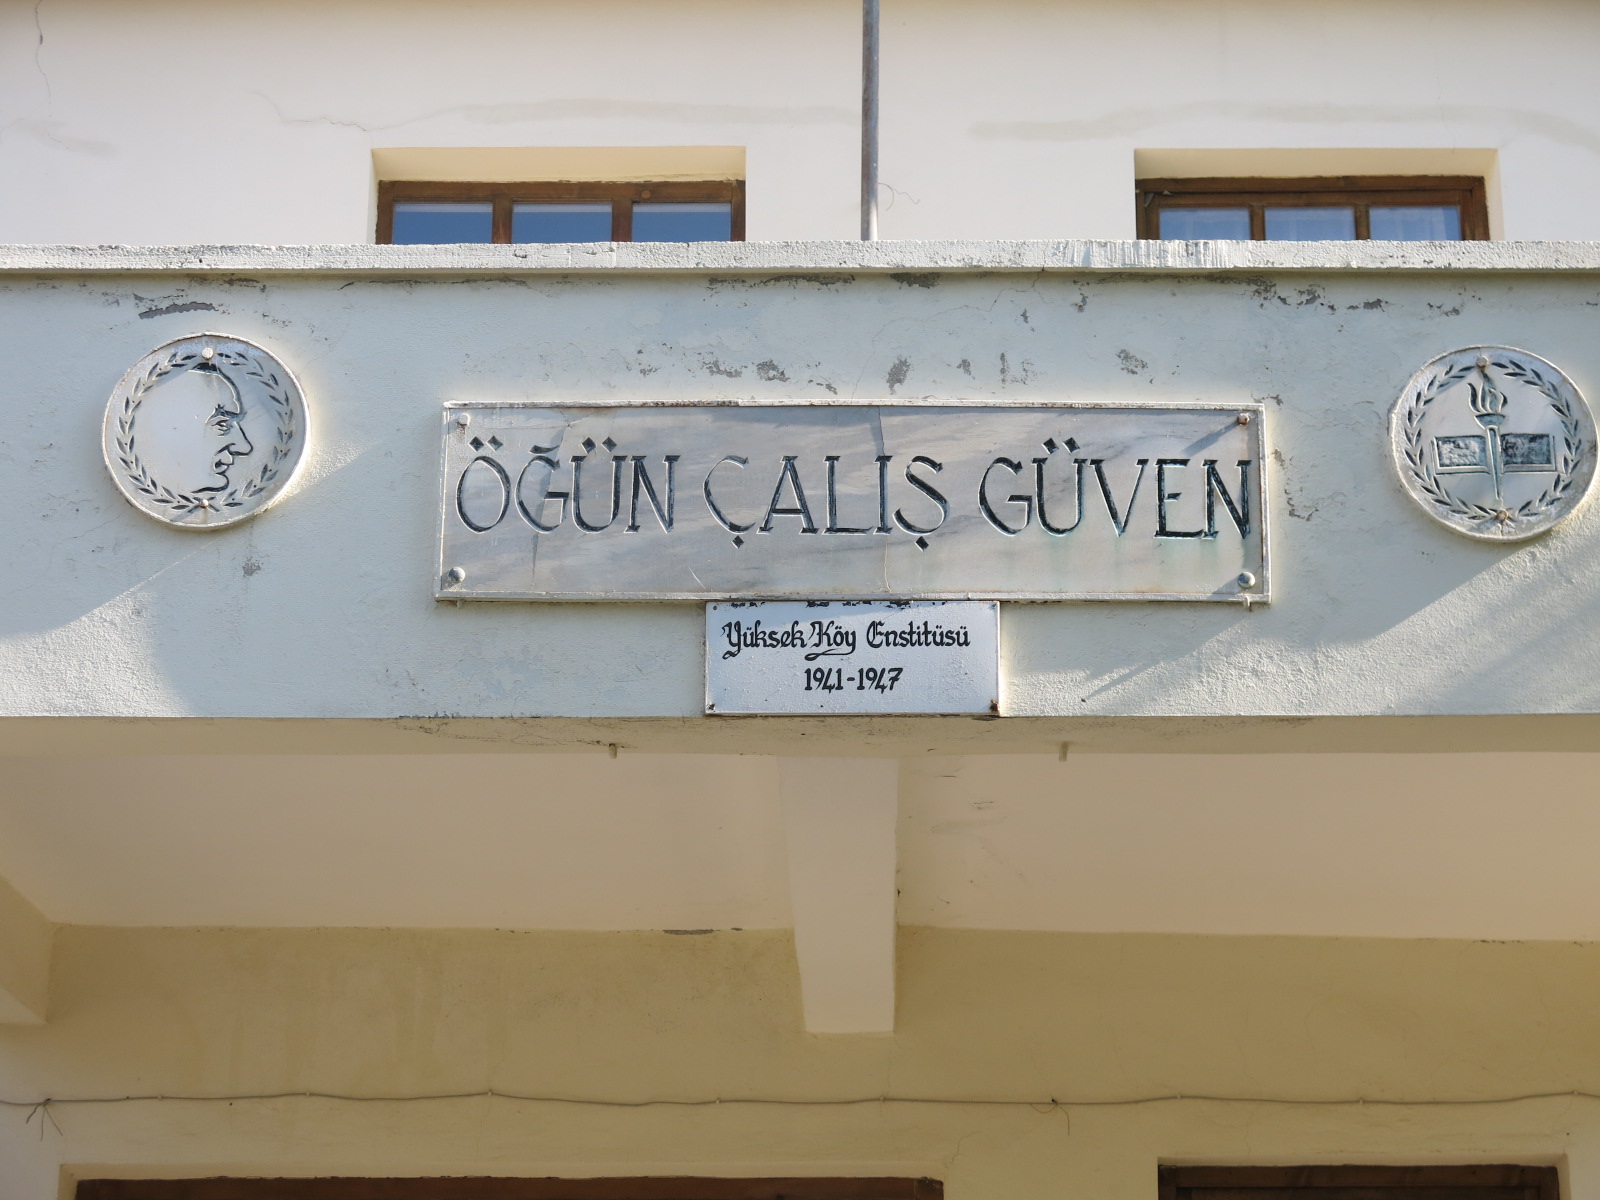 ÖĞÜN ÇALIŞ GÜVEN
Yüksek Köy Enstitüsü
1941-1947